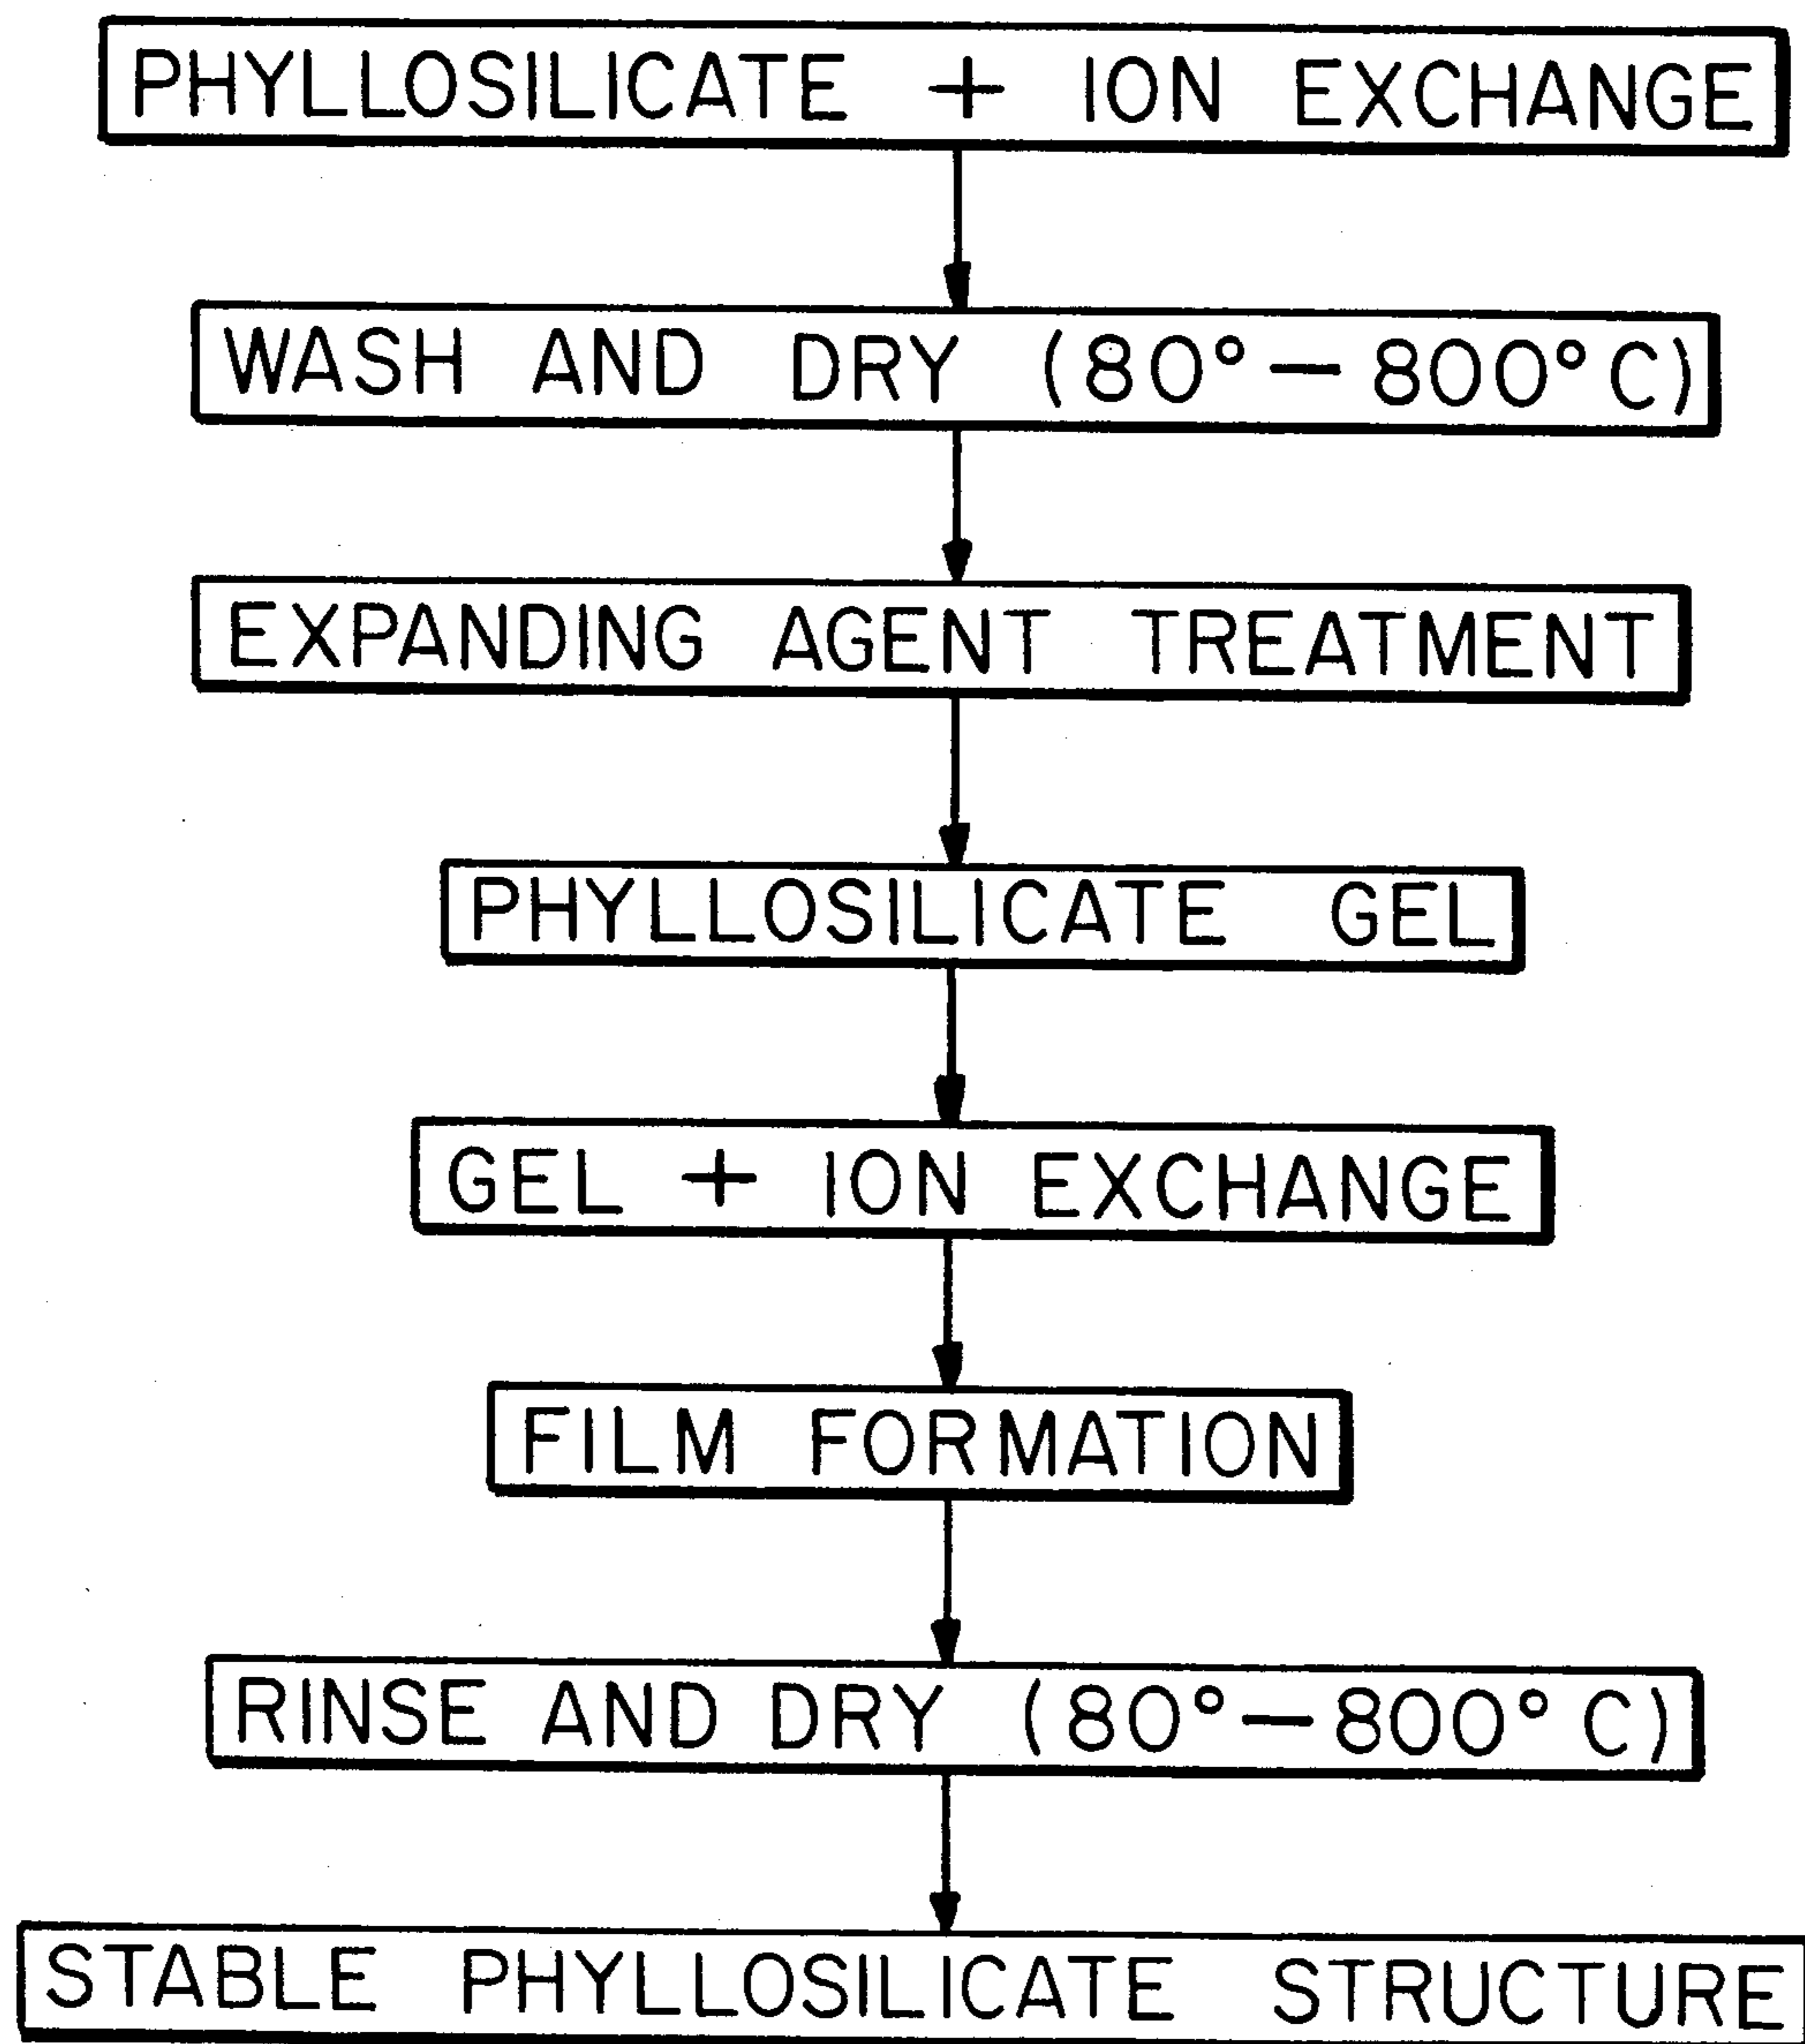 PHYLLOSILICATE + ION EXCHANGE
WASH AND DRY (80°—800°C)
EXPANDING AGENT TREATMENT
PHYLLOSILICATE GEL
GEL + ION EXCHANGE
FILM FORMATION
RINSE AND DRY (80°—800° C)
STABLE PHYLLOSILICATE STRUCTURE